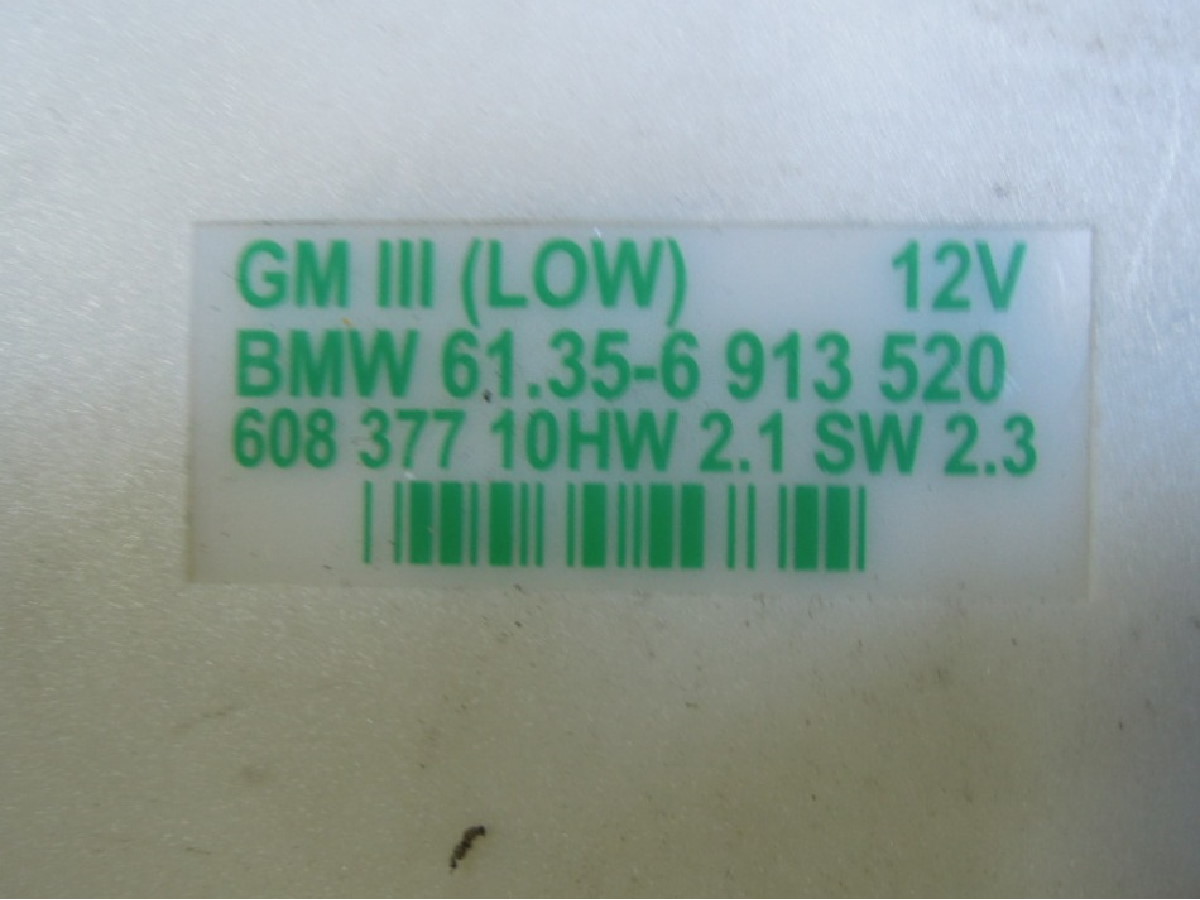 GM III (LOW) 12V
BMW 61.35-6 913 520
608 377 10HW 2.1 SW 2.3